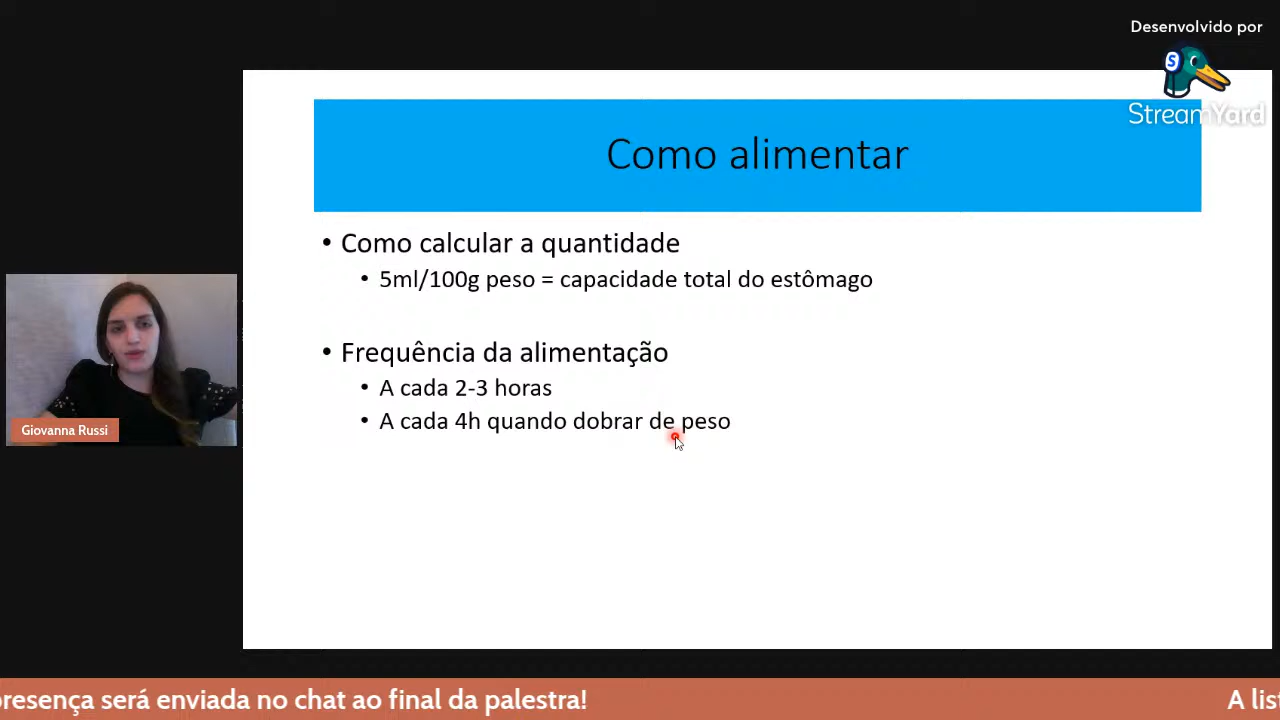 Desenvolvido por
StreamYard
Como alimentar
• Como calcular a quantidade
• 5ml/100g peso = capacidade total do estômago
• Frequência da alimentação
• A cada 2-3 horas
• A cada 4h quando dobrar de peso
Giovanna Russi
presença será enviada no chat ao final da palestra!
A list